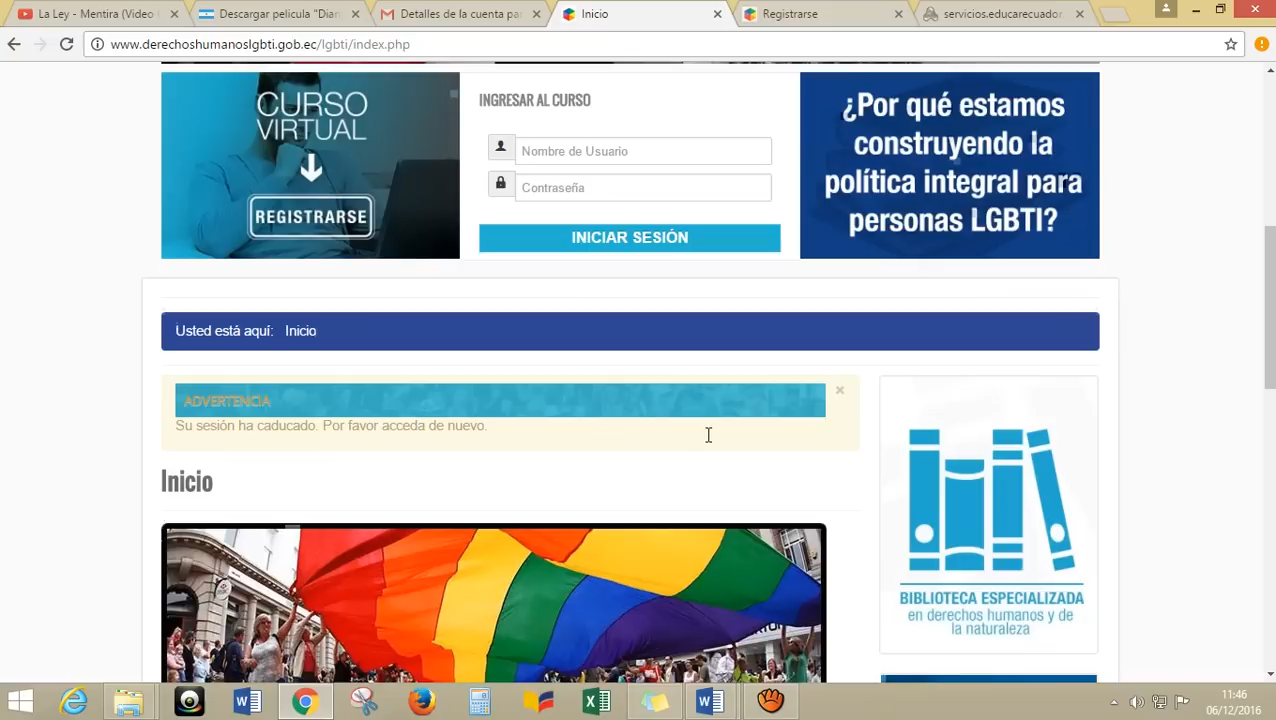 La Ley - Mentira (Video
Descargar pelicula "Dian
Detalles de la cuenta par
Inicio
Registrarse
servicios.educarecuador
www.derechoshumanoslgbti.gob.ec/lgbti/index.php
CURSO
VIRTUAL
REGISTRARSE
INGRESAR AL CURSO
Nombre de Usuario
Contraseña
INICIAR SESIÓN
¿Por qué estamos
construyendo la
política integral para
personas LGBTI?
Usted está aquí: Inicio
ADVERTENCIA
Su sesión ha caducado. Por favor acceda de nuevo.
Inicio
BIBLIOTECA ESPECIALIZADA
en derechos humanos y de
la naturaleza
11:46
06/12/2016